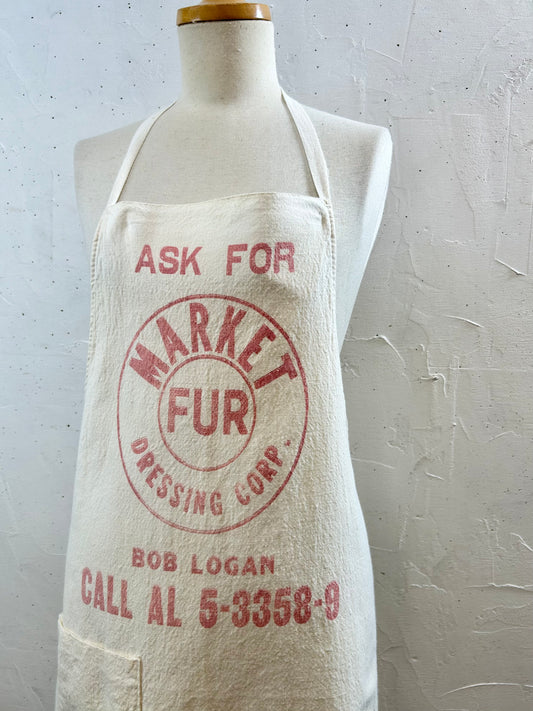 ASK FOR
MARKET
FUR
DRESSING CORP.
BOB LOGAN
CALL AL 5-3358-9